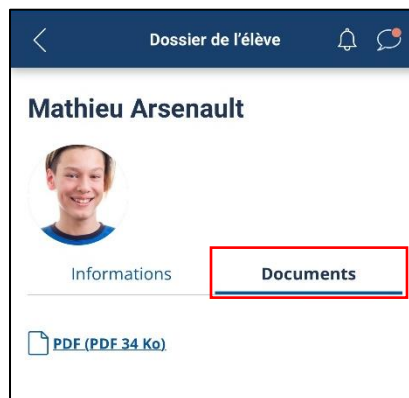 Dossier de l’élève
Mathieu Arsenault
Informations Documents
PDF (PDF 34 Ko)